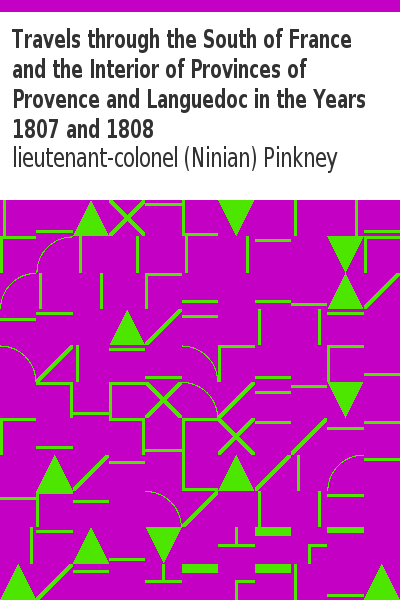 Travels through the South of France
and the Interior of Provinces of
Provence and Languedoc in the Years
1807 and 1808
lieutenant-colonel (Ninian) Pinkney